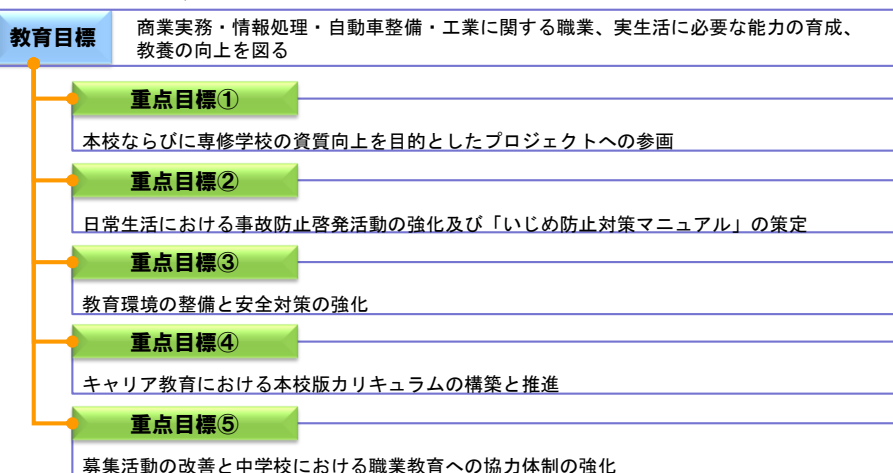 教育目標
商業実務・情報処理・自動車整備・工業に関する職業、実生活に必要な能力の育成、
教養の向上を図る
重点目標①
本校ならびに専修学校の資質向上を目的としたプロジェクトへの参画
重点目標②
日常生活における事故防止啓発活動の強化及び「いじめ防止対策マニュアル」の策定
重点目標③
教育環境の整備と安全対策の強化
重点目標④
キャリア教育における本校版カリキュラムの構築と推進
重点目標⑤
募集活動の改善と中学校における職業教育への協力体制の強化